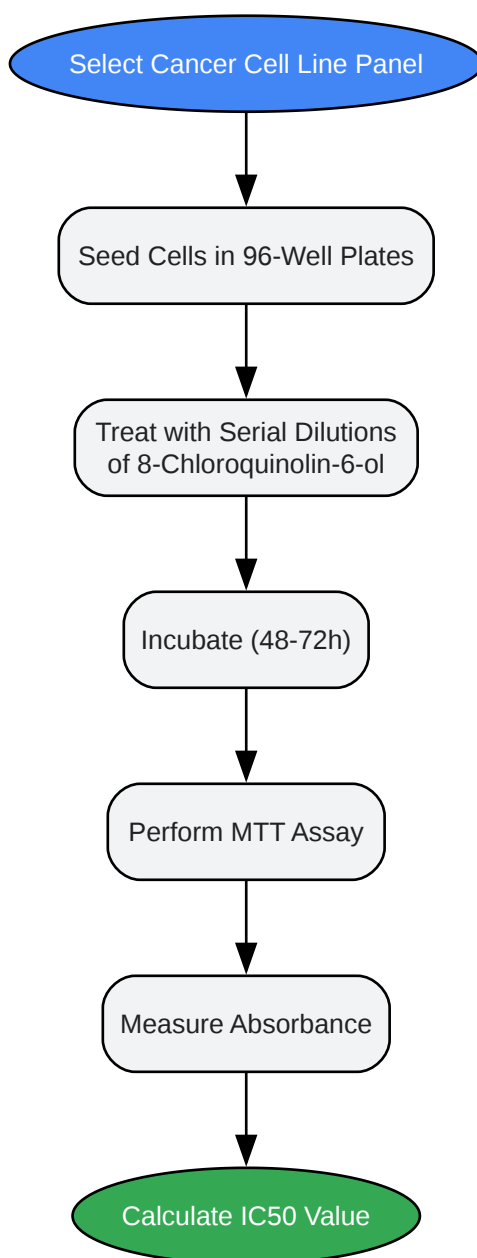 Select Cancer Cell Line Panel
Seed Cells in 96-Well Plates
Treat with Serial Dilutions
of 8-Chloroquinolin-6-ol
Incubate (48-72h)
Perform MTT Assay
Measure Absorbance
Calculate IC50 Value